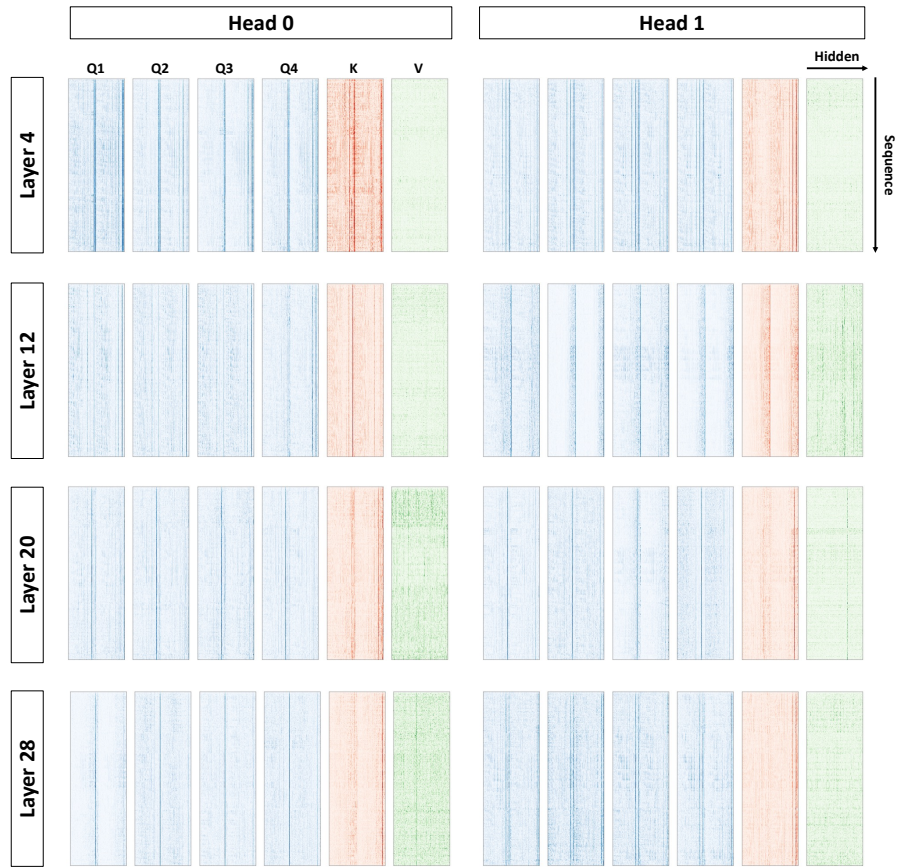 Head 0
Head 1
Q1 Q2 Q3 Q4 K V
Hidden
Sequence
Layer 4
Layer 12
Layer 20
Layer 28